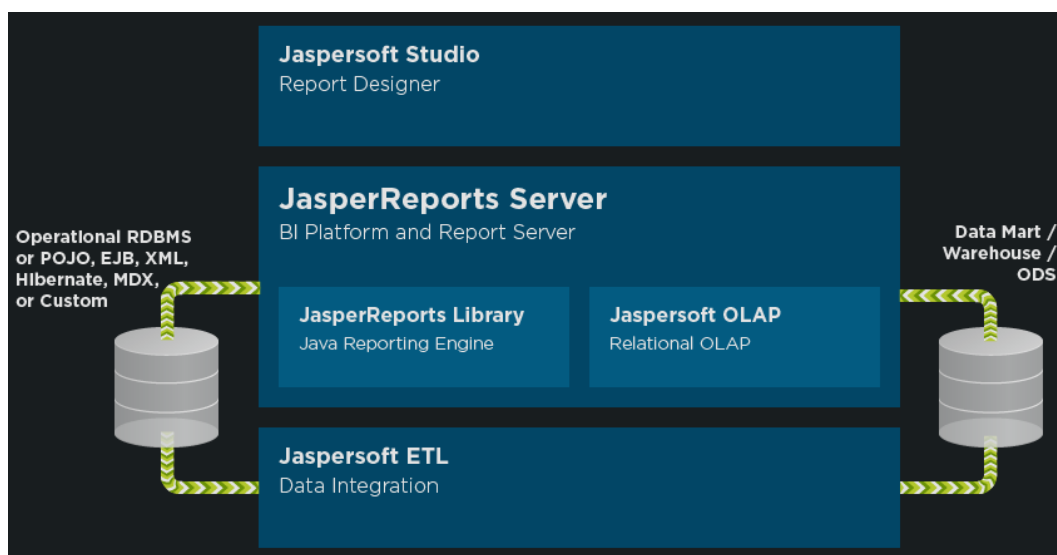 Jaspersoft Studio
Report Designer
JasperReports Server
BI Platform and Report Server
Operational RDBMS
or POJO, EJB, XML,
Hibernate, MDX,
or Custom
Data Mart /
Warehouse /
ODS
JasperReports Library
Java Reporting Engine
Jaspersoft OLAP
Relational OLAP
Jaspersoft ETL
Data Integration